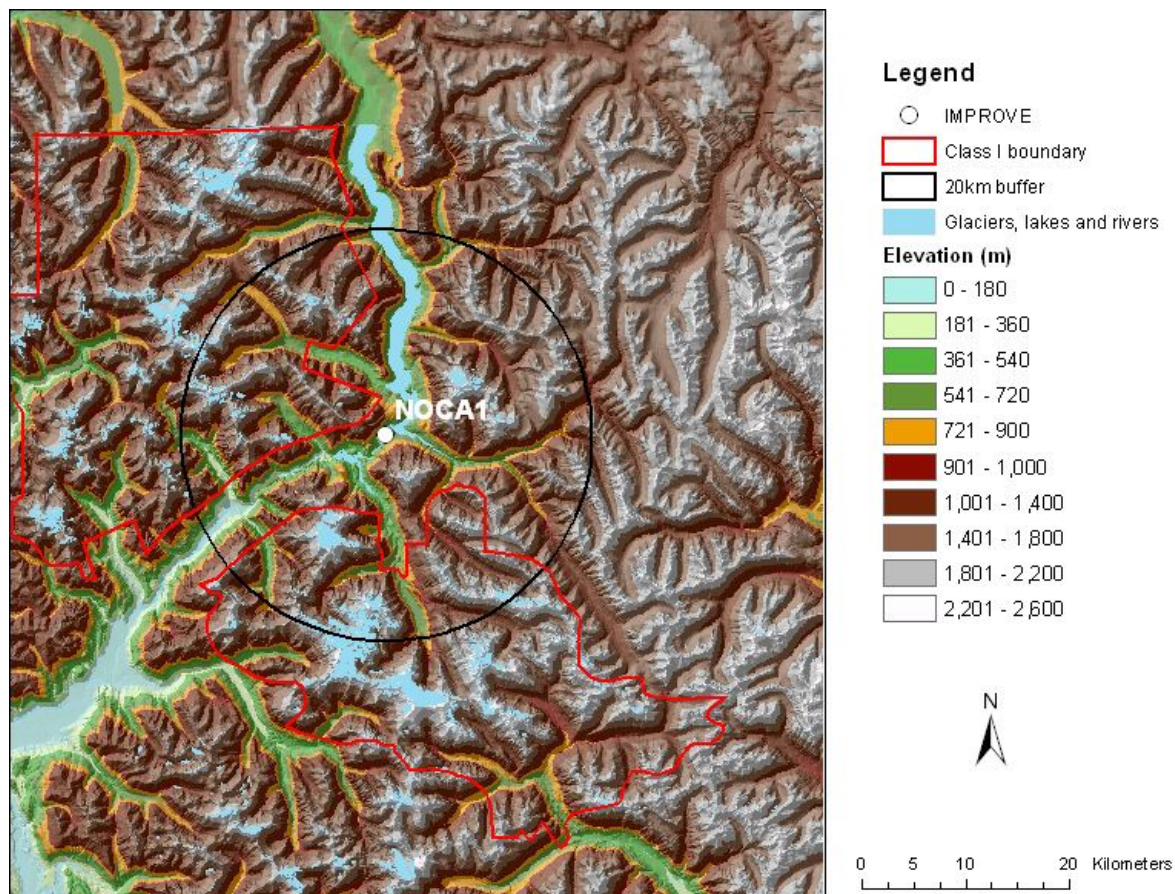 NOCA1
Legend
IMPROVE
Class I boundary
20km buffer
Glaciers, lakes and rivers
Elevation (m)
0 - 180
181 - 360
361 - 540
541 - 720
721 - 900
901 - 1,000
1,001 - 1,400
1,401 - 1,800
1,801 - 2,200
2,201 - 2,600
N
0 5 10 20 Kilometers